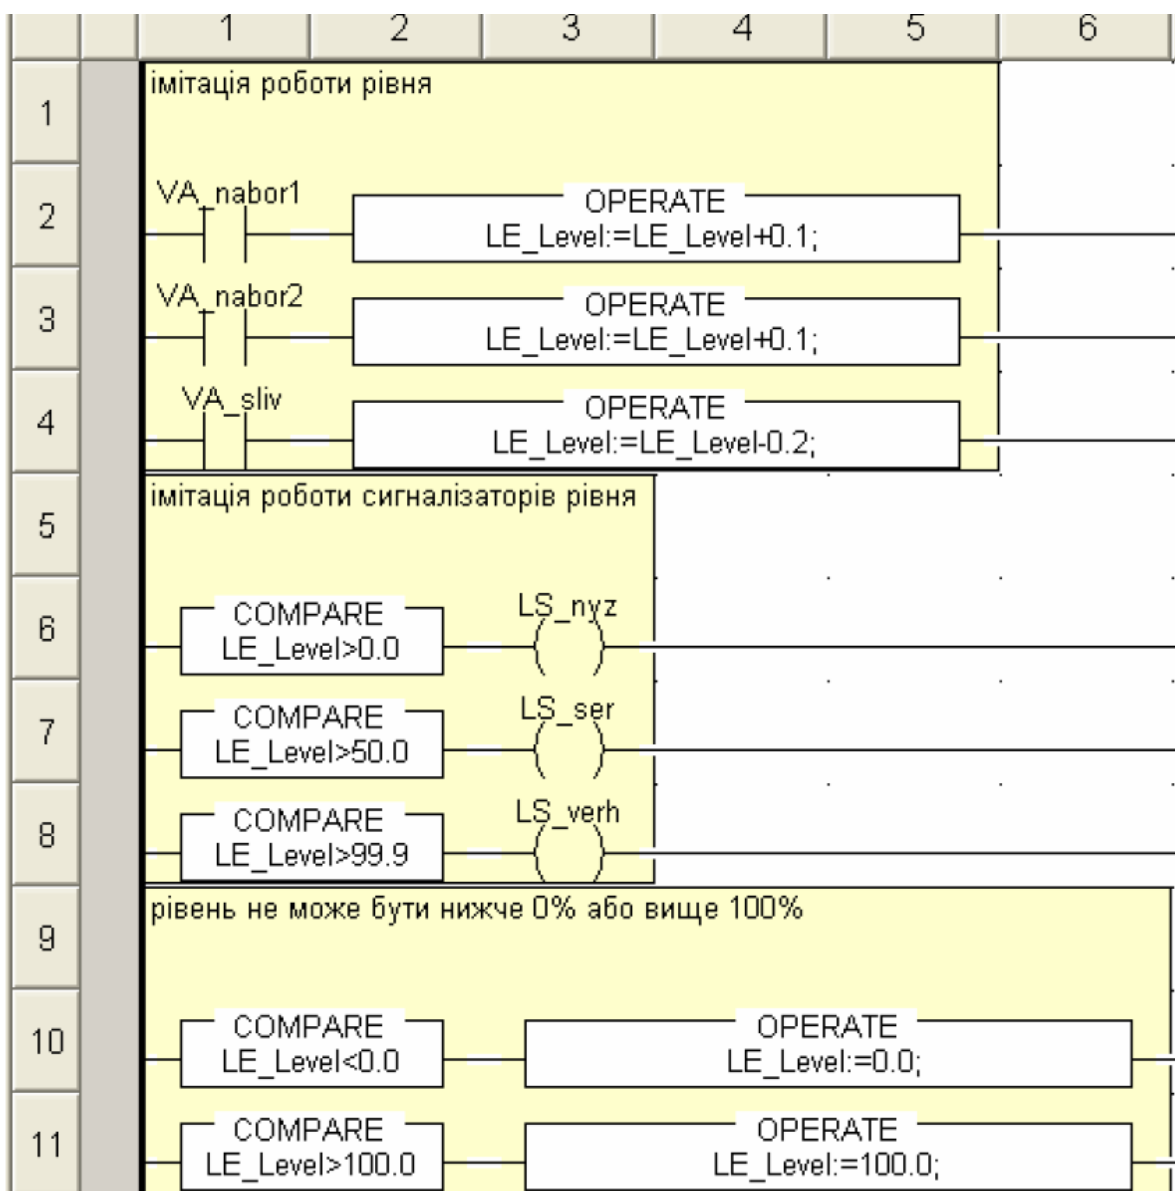 1 2 3 4 5 6
1
імітація роботи рівня
2
VA_nabor1
OPERATE
LE_Level:=LE_Level+0.1;
3
VA_nabor2
OPERATE
LE_Level:=LE_Level+0.1;
4
VA_sliv
OPERATE
LE_Level:=LE_Level-0.2;
5
імітація роботи сигналізаторів рівня
6
COMPARE
LE_Level>0.0
LS_nyz
7
COMPARE
LE_Level>50.0
LS_ser
8
COMPARE
LE_Level>99.9
LS_verh
9
рівень не може бути нижче 0% або вище 100%
10
COMPARE
LE_Level<0.0
OPERATE
LE_Level:=0.0;
11
COMPARE
LE_Level>100.0
OPERATE
LE_Level:=100.0;